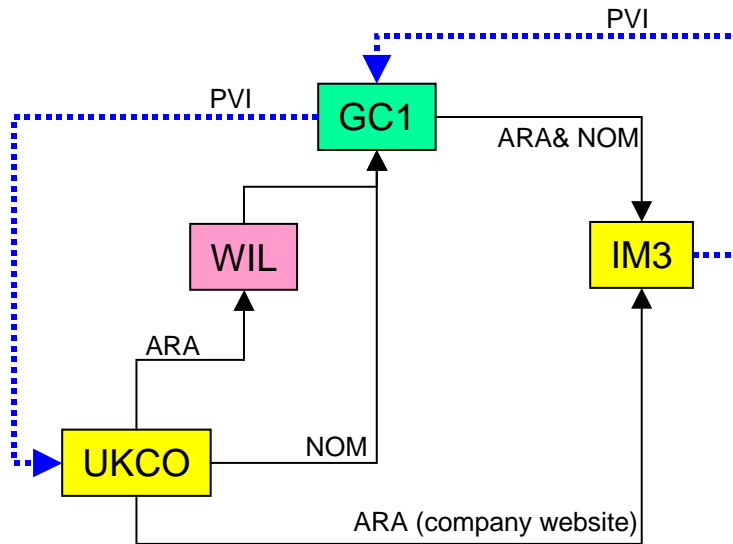 PVI
PVI
GC1
ARA& NOM
WIL
IM3
ARA
NOM
UKCO
ARA (company website)